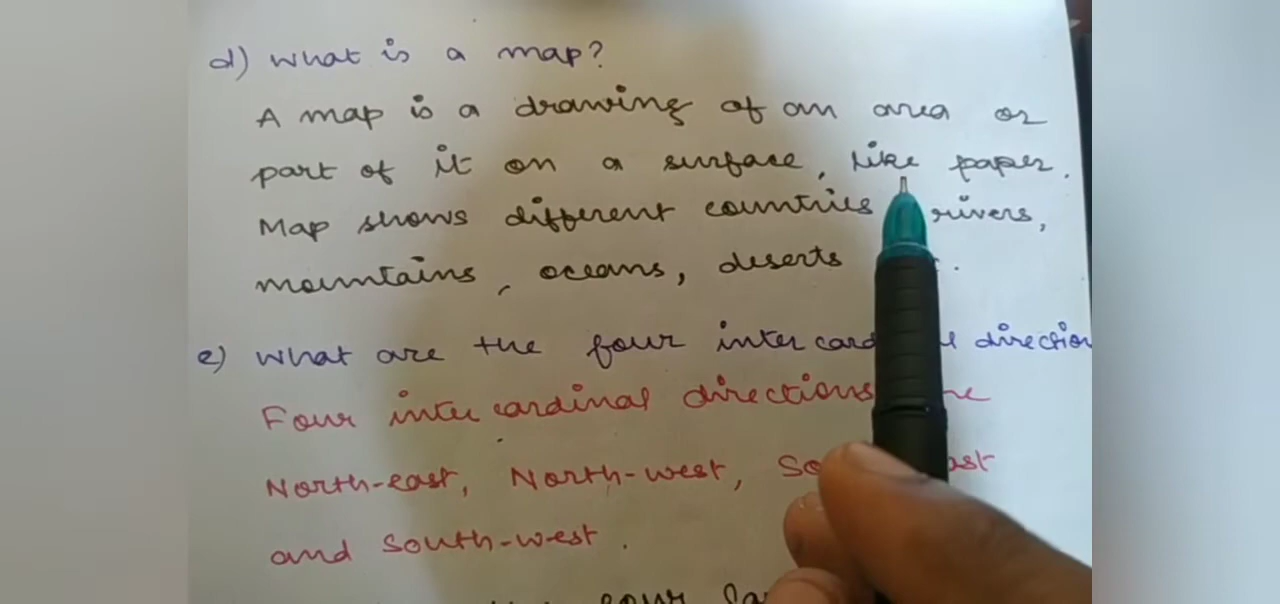 d) What is a map?
A map is a drawing of an area or
part of it on a surface, like paper.
Map shows different countries rivers,
mountains, oceans, deserts
e) What are the four inter direction
Four inter cardinal directions
North-east, North-west,
and South-west.
four